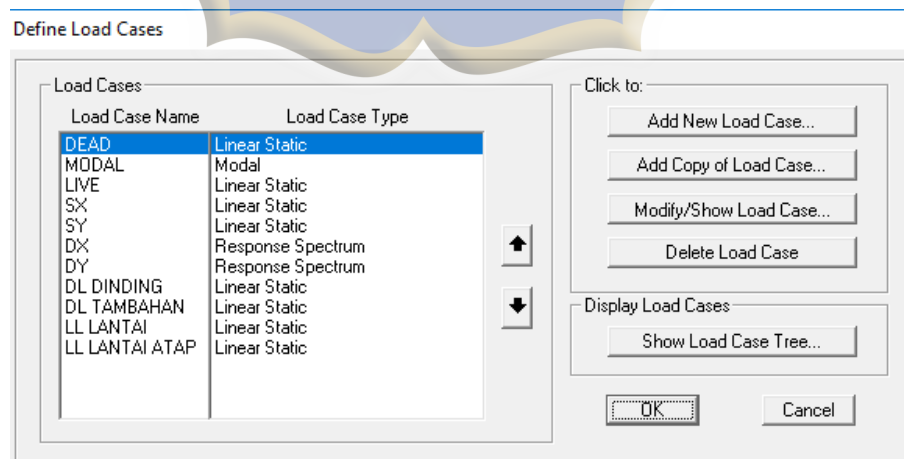 Define Load Cases
Load Cases
Load Case Name Load Case Type
DEAD Linear Static
MODAL Modal
LIVE Linear Static
SX Linear Static
SY Linear Static
DX Response Spectrum
DY Response Spectrum
DL DINDING Linear Static
DL TAMBAHAN Linear Static
LL LANTAI Linear Static
LL LANTAI ATAP Linear Static
Click to:
Add New Load Case...
Add Copy of Load Case...
Modify/Show Load Case...
Delete Load Case
Display Load Cases
Show Load Case Tree...
OK Cancel